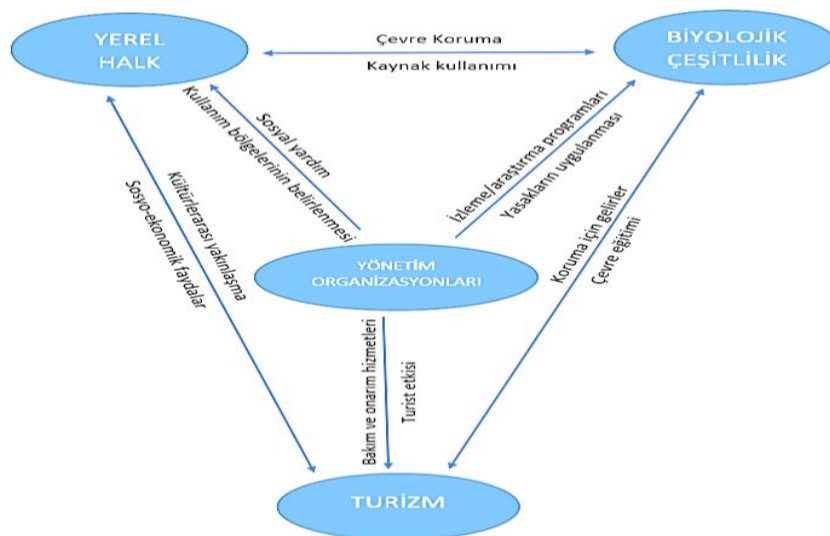 YEREL
HALK
Çevre Koruma
Kaynak kullanımı
BİYOLOJİK
ÇEŞİTLİLİK
Sosyal yardım
Kullanım bölgelerinin belirlenmesi
İzleme/araştırma programları
Yasakların uygulanması
Kültürlerarası yakınlaşma
Sosyo-ekonomik faydalar
YÖNETİM
ORGANİZASYONLARI
Koruma için gelirler
Çevre eğitimi
Bakım ve onarım hizmetleri
Turist etkisi
TURİZM